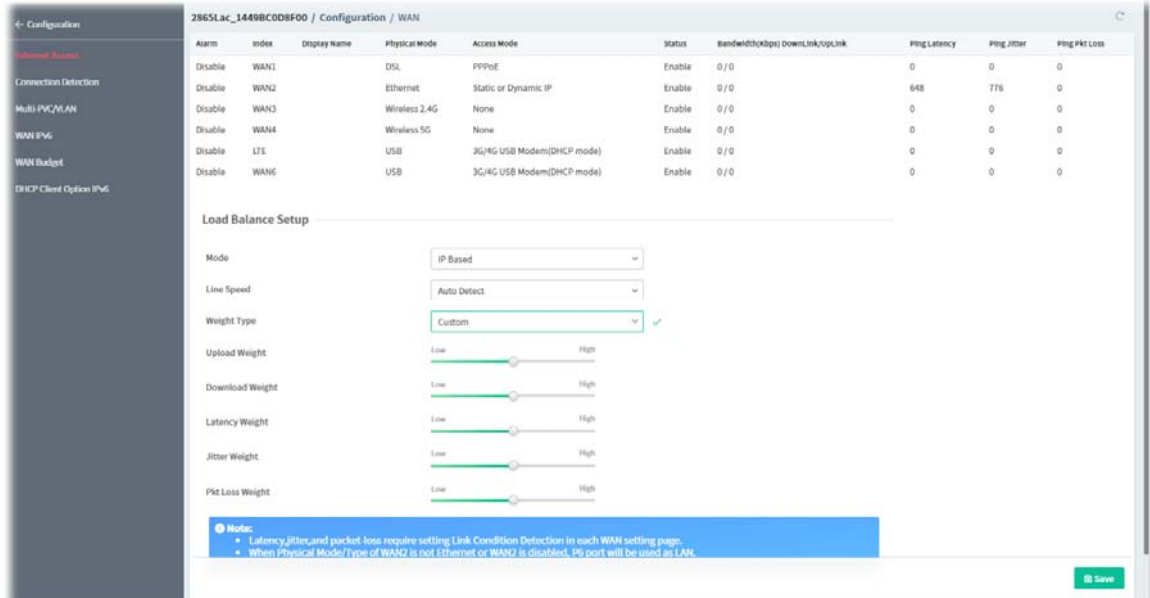 ← Configuration
Internet Access
Connection Detection
Multi-PVC/VLAN
WAN IPv6
WAN Budget
DHCP Client Option IPv6
2865Lac_1449BC0D8F00 / Configuration / WAN
Alarm Index Display Name Physical Mode Access Mode Status Bandwidth(Kbps) DownLink/UpLink Ping Latency Ping Jitter Ping Pkt Loss
Disable WAN1 DSL PPPoE Enable 0/0 0 0 0
Disable WAN2 Ethernet Static or Dynamic IP Enable 0/0 648 776 0
Disable WAN3 Wireless 2.4G None Enable 0/0 0 0 0
Disable WAN4 Wireless 5G None Enable 0/0 0 0 0
Disable LTE USB 3G/4G USB Modem(DHCP mode) Enable 0/0 0 0 0
Disable WAN6 USB 3G/4G USB Modem(DHCP mode) Enable 0/0 0 0 0
Load Balance Setup
Mode IP Based
Line Speed Auto Detect
Weight Type Custom
Upload Weight Low High
Download Weight Low High
Latency Weight Low High
Jitter Weight Low High
Pkt Loss Weight Low High
Note:
• Latency,jitter,and packet-loss require setting Link Condition Detection in each WAN setting page.
• When Physical Mode/Type of WAN2 is not Ethernet or WAN2 is disabled, P6 port will be used as LAN.
Save